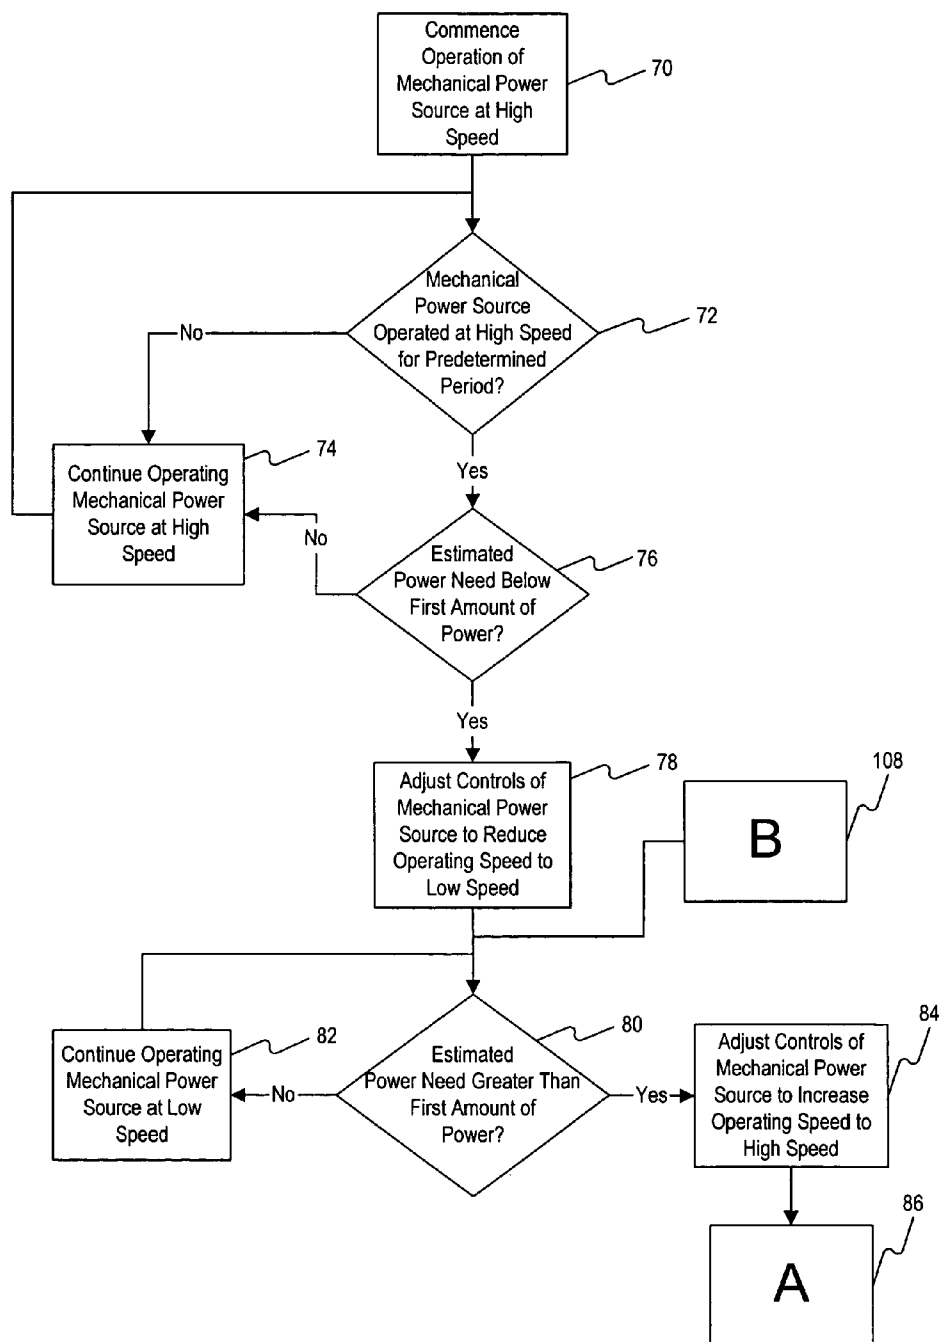 Commence
Operation of
Mechanical Power
Source at High
Speed
70
Mechanical
Power Source
Operated at High Speed
for Predetermined
Period?
72
No
Continue Operating
Mechanical Power
Source at High
Speed
74
Yes
No
Estimated
Power Need Below
First Amount of
Power?
76
Yes
Adjust Controls of
Mechanical Power
Source to Reduce
Operating Speed to
Low Speed
78
B
108
Continue Operating
Mechanical Power
Source at Low
Speed
82
No
Estimated
Power Need Greater Than
First Amount of
Power?
80
Yes
Adjust Controls of
Mechanical Power
Source to Increase
Operating Speed to
High Speed
84
A
86